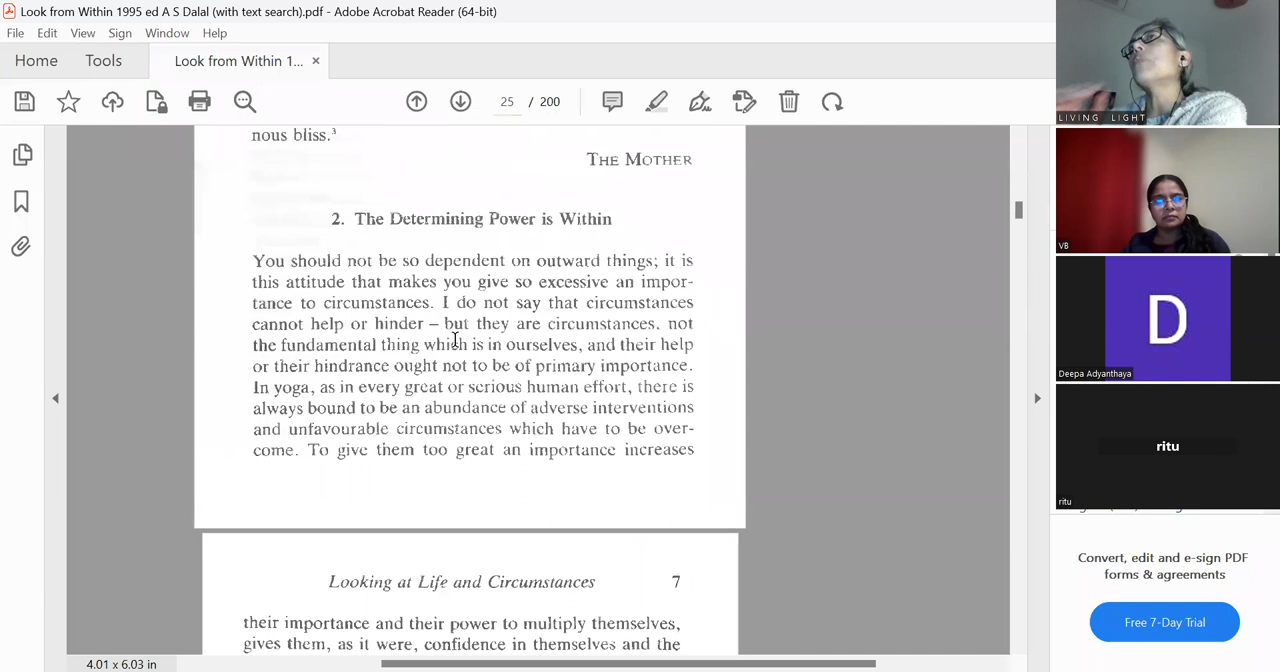 Look from Within 1995 ed A S Dalal (with text search).pdf - Adobe Acrobat Reader (64-bit)
File Edit View Sign Window Help
Home Tools Look from Within 1... ×
25 / 200
nous bliss.³
THE MOTHER
2. The Determining Power is Within
You should not be so dependent on outward things; it is
this attitude that makes you give so excessive an impor-
tance to circumstances. I do not say that circumstances
cannot help or hinder – but they are circumstances, not
the fundamental thing which is in ourselves, and their help
or their hindrance ought not to be of primary importance.
In yoga, as in every great or serious human effort, there is
always bound to be an abundance of adverse interventions
and unfavourable circumstances which have to be over-
come. To give them too great an importance increases
Looking at Life and Circumstances 7
their importance and their power to multiply themselves,
gives them, as it were, confidence in themselves and the
4.01 x 6.03 in
LIVING LIGHT
VB
D
Deepa Adyanthaya
ritu
ritu
Convert, edit and e-sign PDF
forms & agreements
Free 7-Day Trial